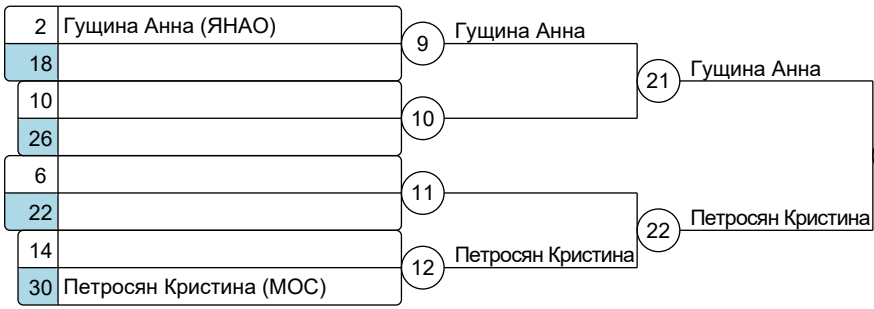 2 Гущина Анна (ЯНАО)
18
10
26
6
22
14
30 Петросян Кристина (МОС)
9 Гущина Анна
10
11
12 Петросян Кристина
21 Гущина Анна
22 Петросян Кристина